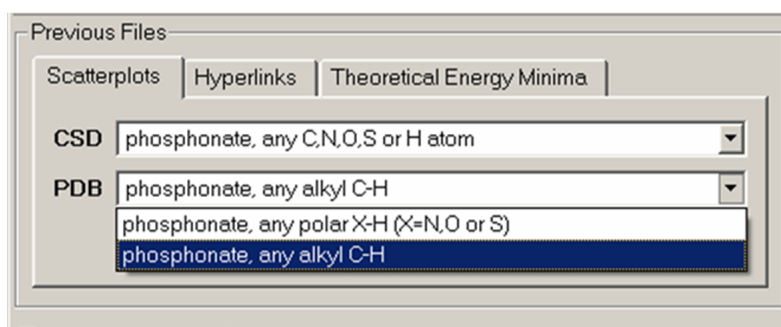 Previous Files
Scatterplots Hyperlinks Theoretical Energy Minima
CSD phosphonate, any C,N,O,S or H atom
PDB phosphonate, any alkyl C-H
phosphonate, any polar X-H (X=N,O or S)
phosphonate, any alkyl C-H